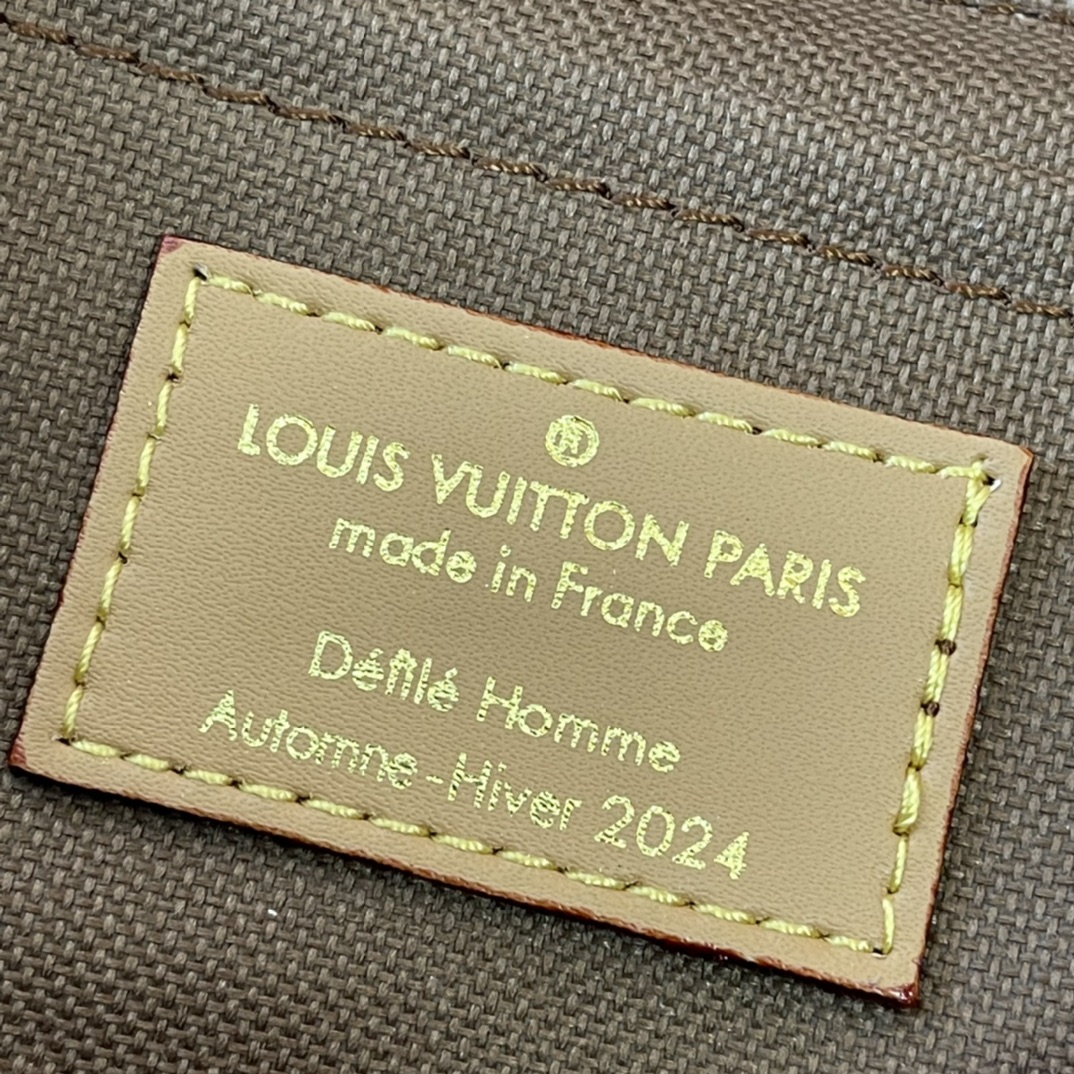 ®
LOUIS VUITTON PARIS
made in France
Défilé Homme
Automne-Hiver 2024